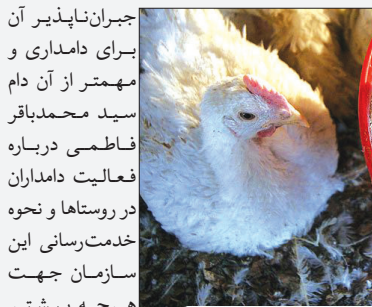 جبران‌ناپذیر آن
برای دامداری و
مهمتر از آن دام
سید محمدباقر
فاطمی درباره
فعالیت دامداران
در روستاها و نحوه
خدمت‌رسانی این
سازمان جهت